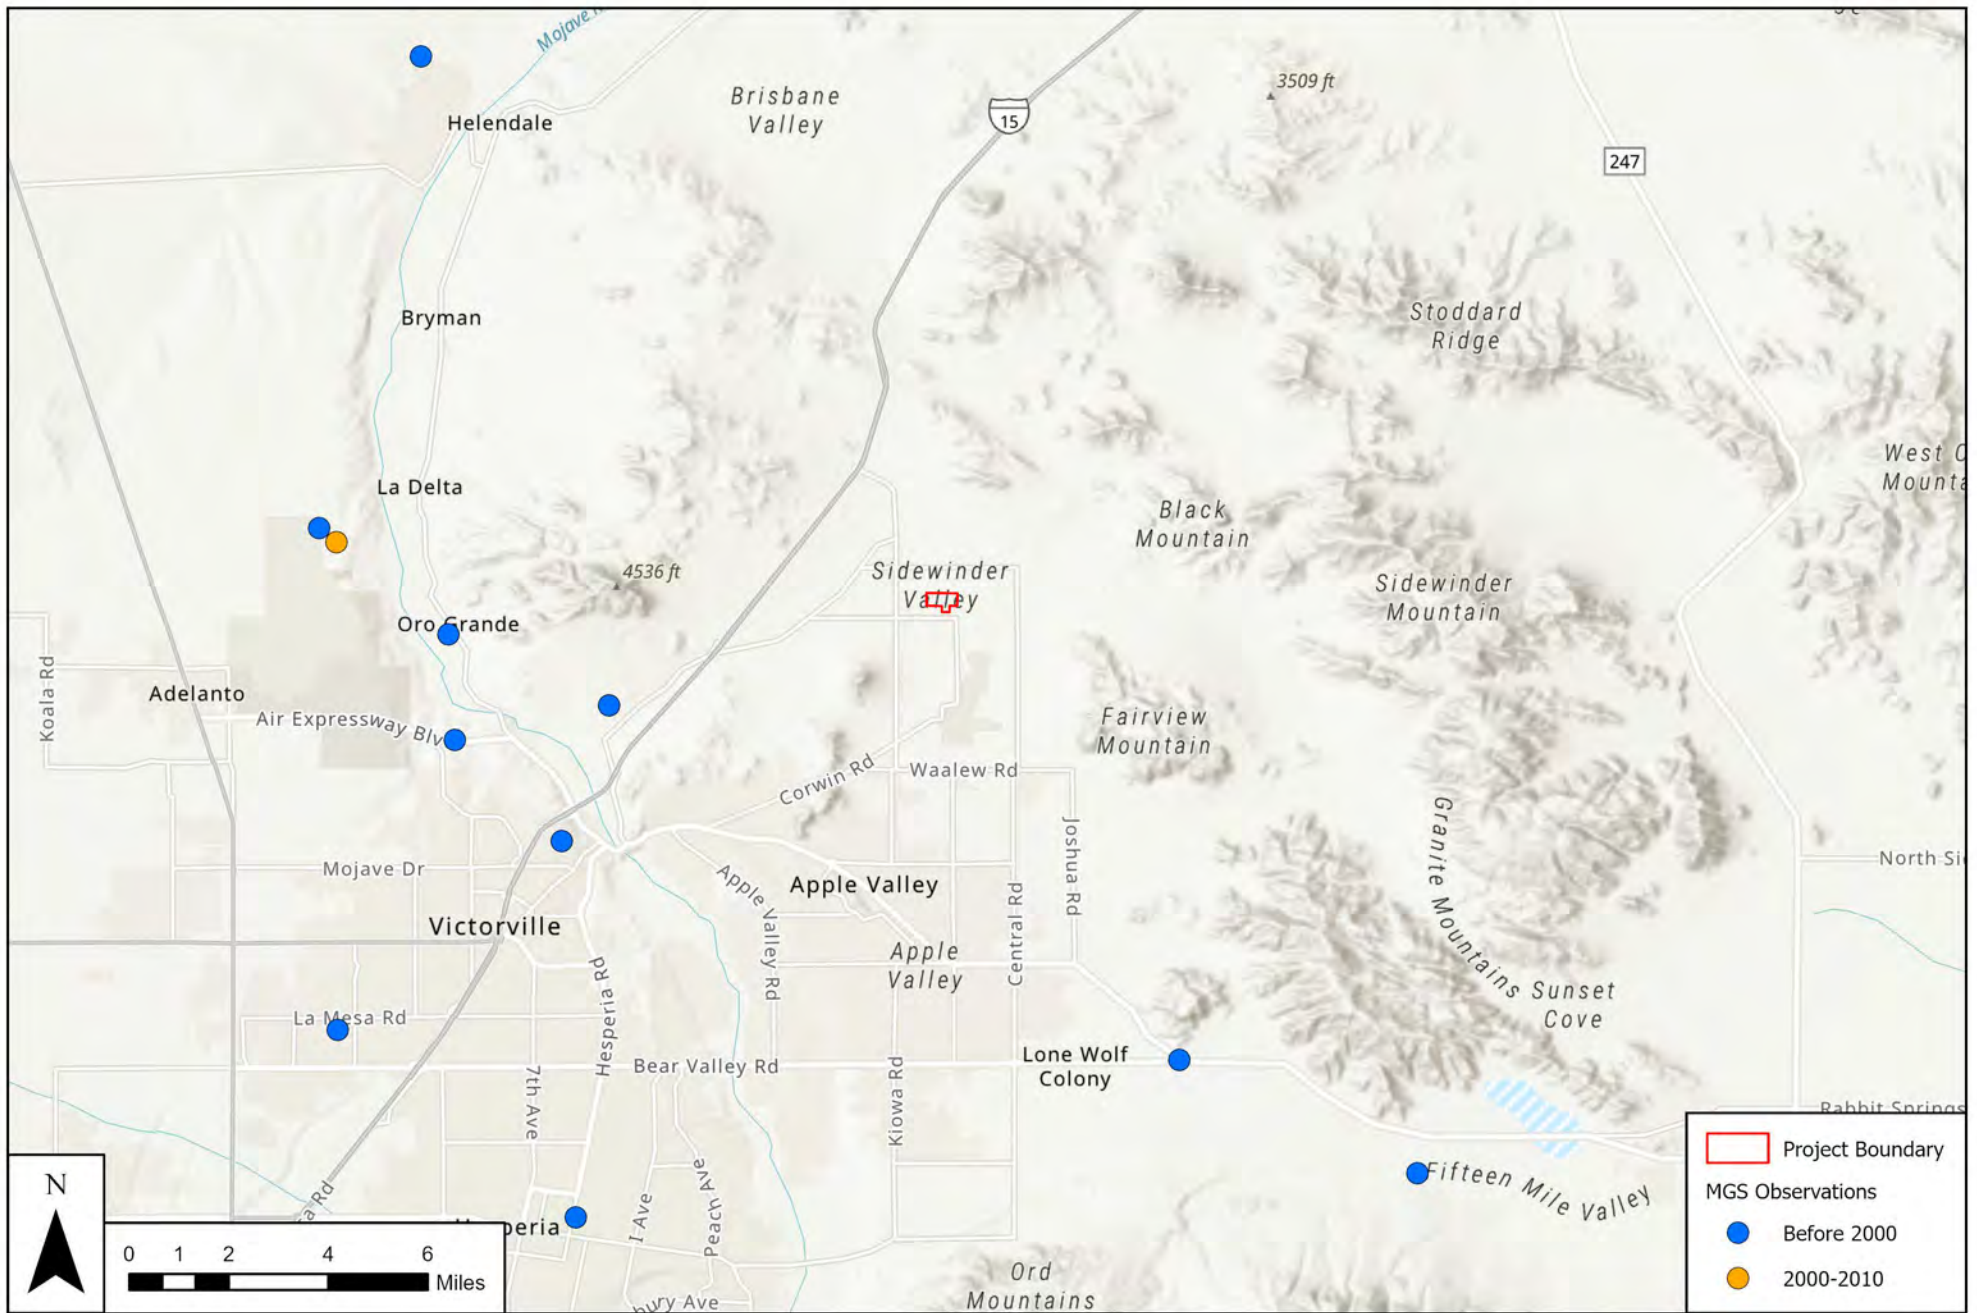 Mojave
3509 ft
Brisbane
Valley
15
Helendale
247
Bryman
Stoddard
Ridge
La Delta
West
Mounta
Black
Mountain
4536 ft
Sidewinder
Valley
Sidewinder
Mountain
Oro Grande
Koala Rd
Adelanto
Air Expressway Blv
Fairview
Mountain
Corwin Rd
Waalew Rd
Joshua Rd
Granite Mountains
North Si
Mojave Dr
Apple Valley Rd
Apple Valley
Central Rd
Victorville
Apple
Valley
Hesperia Rd
Sunset
Cove
La Mesa Rd
Lone Wolf
Colony
Bear Valley Rd
7th Ave
Kiowa Rd
Rabbit Springs
Fifteen Mile Valley
I Ave
Peach Ave
peria
Rd
Ord
Mountains
bury Ave
N
0 1 2 4 6
Miles
Project Boundary
MGS Observations
Before 2000
2000-2010